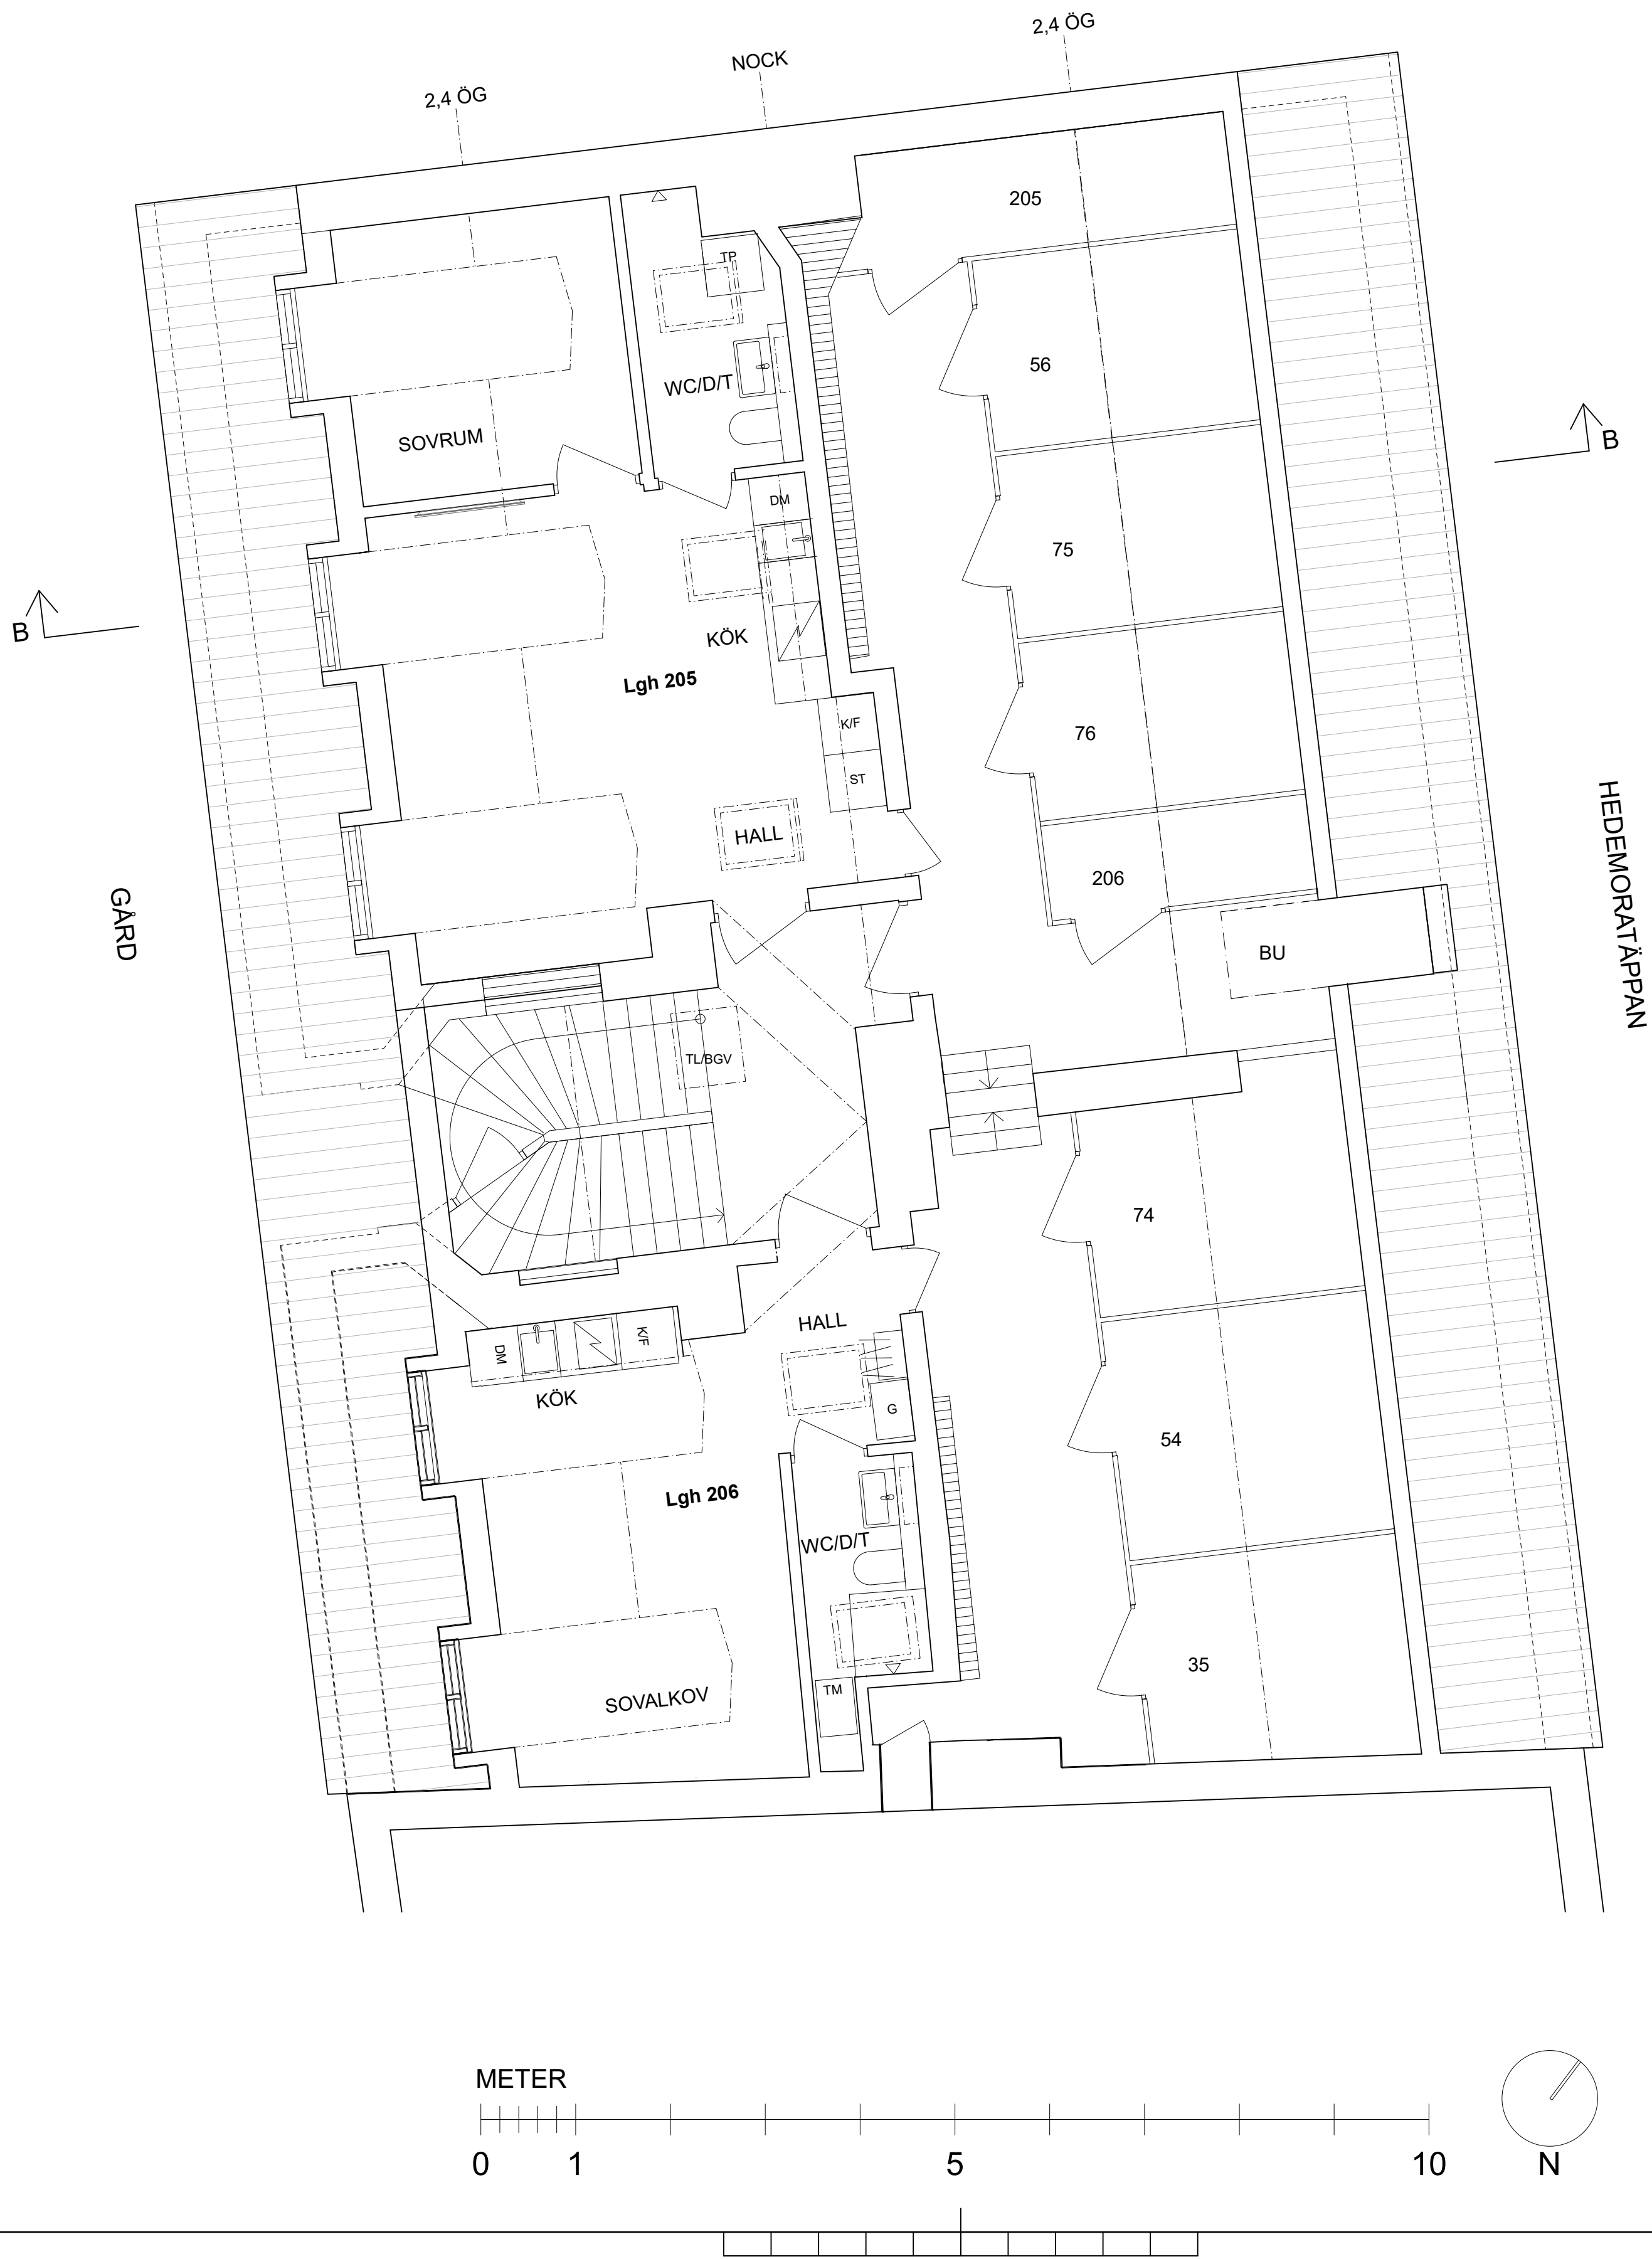 2,4 ÖG
NOCK
2,4 ÖG
205
TP
WC/D/T
56
SOVRUM
B
DM
75
B
KÖK
Lgh 205
K/F
76
ST
HALL
HEDEMORATÄPPAN
206
GÅRD
BU
TL/BGV
74
HALL
DM
K/F
KÖK
G
54
Lgh 206
WC/D/T
35
SOVALKOV
TM
METER
0 1 5 10 N